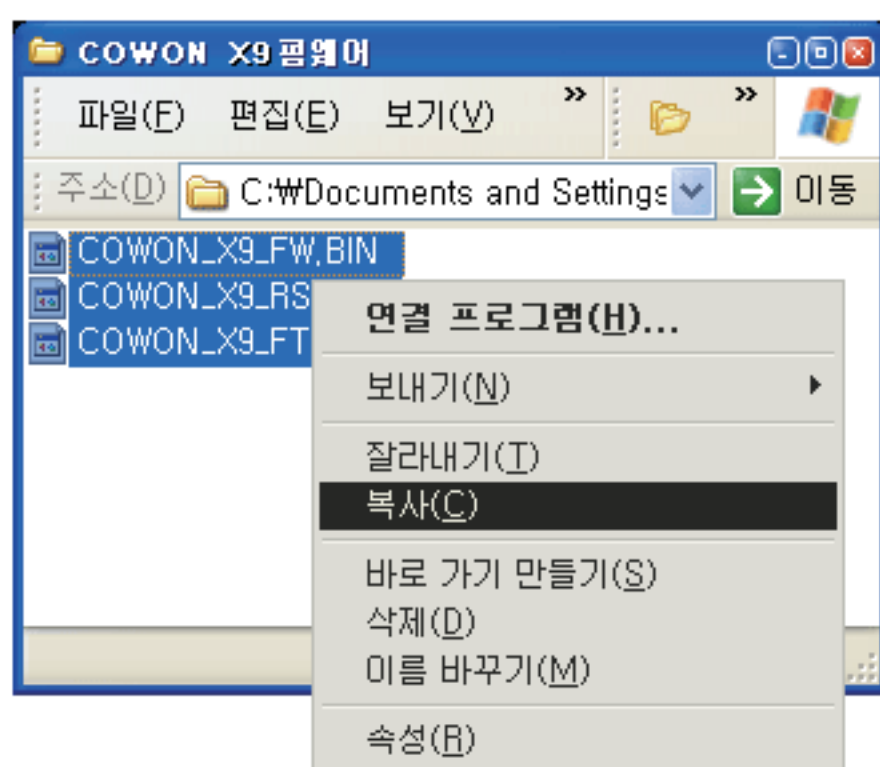 COWON X9 펌웨어
파일(F) 편집(E) 보기(V) » »
주소(D) C:₩Documents and Settings 이동
COWON_X9_FW.BIN
COWON_X9_RS
COWON_X9_FT
연결 프로그램(H)...
보내기(N)
잘라내기(T)
복사(C)
바로 가기 만들기(S)
삭제(D)
이름 바꾸기(M)
속성(R)